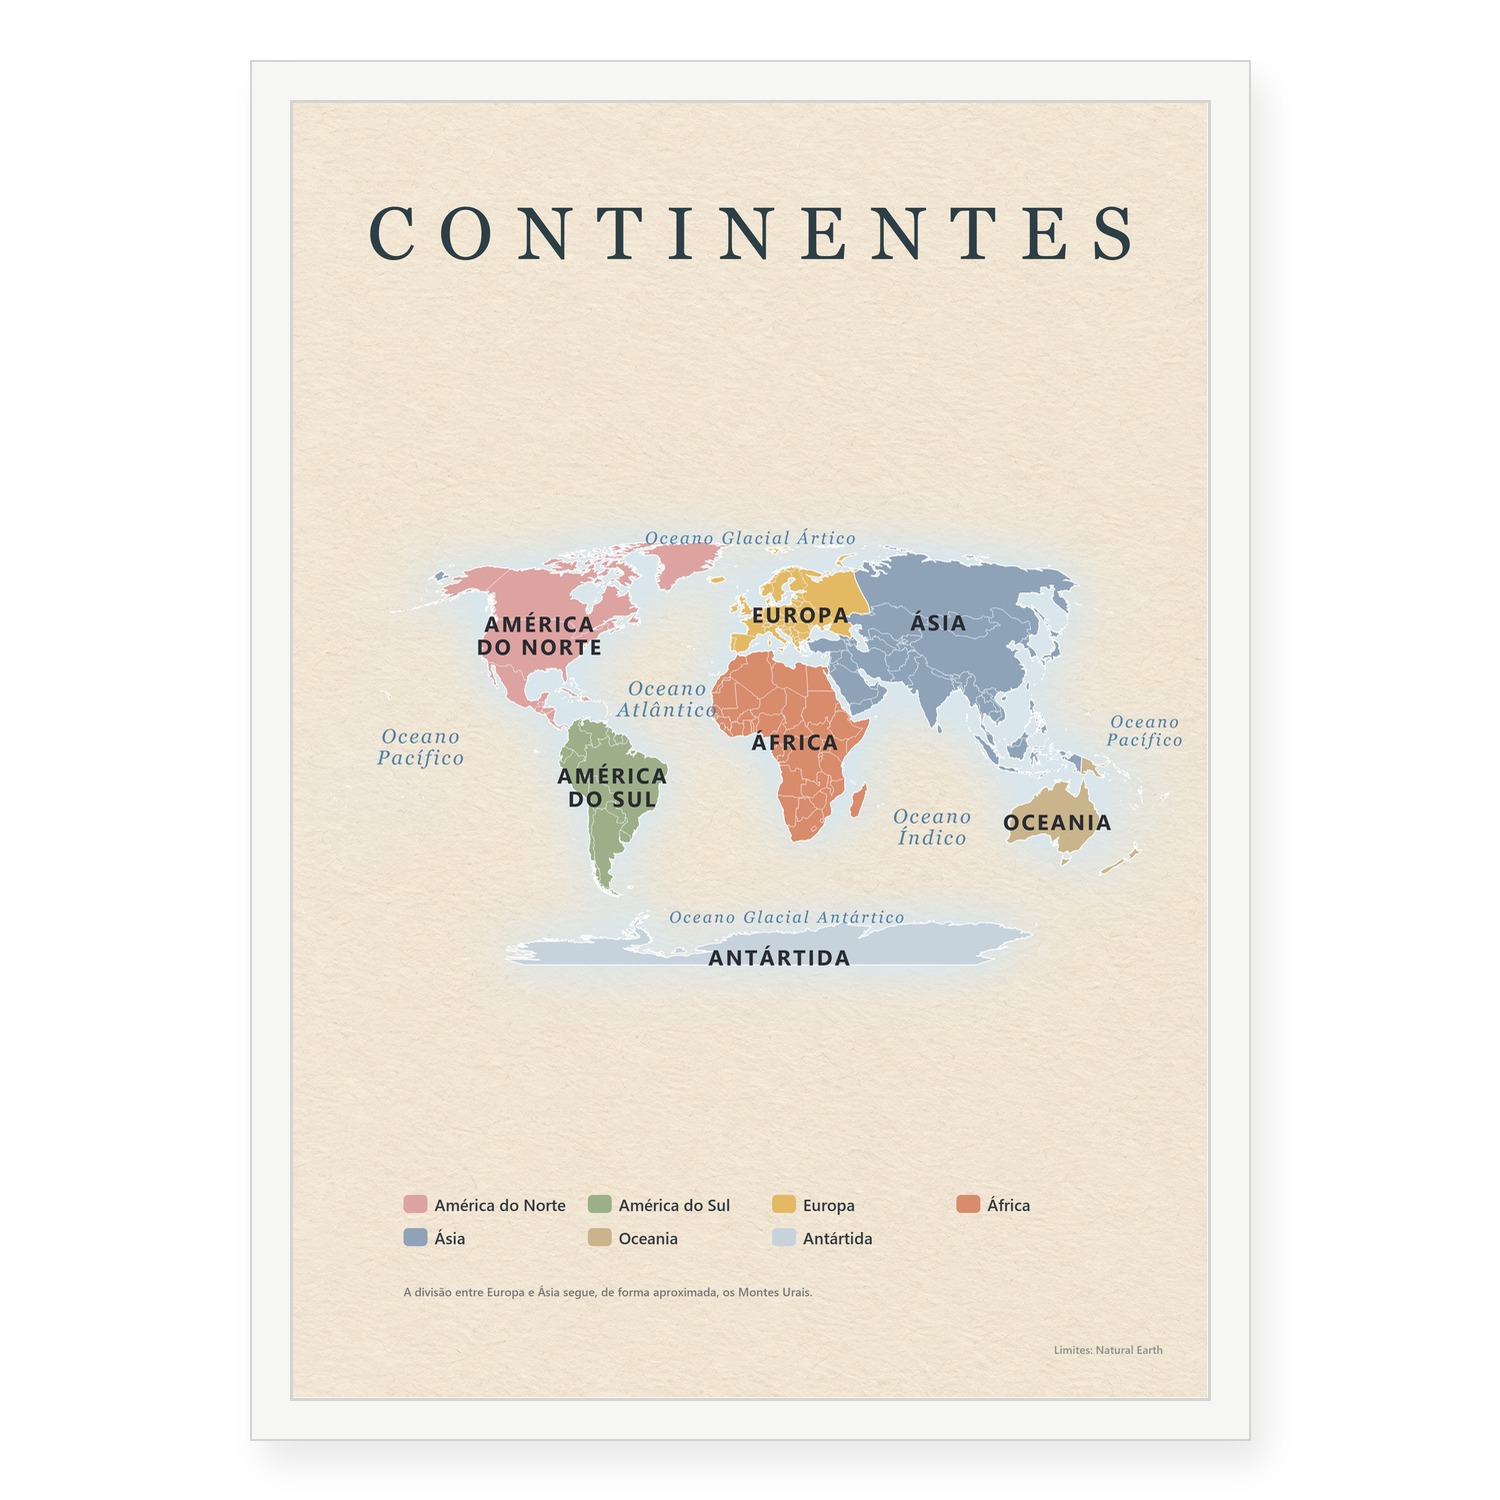 CONTINENTES
Oceano Glacial Ártico
AMÉRICA
DO NORTE
EUROPA
ÁSIA
Oceano
Atlântico
Oceano
Pacífico
ÁFRICA
Oceano
Pacífico
AMÉRICA
DO SUL
Oceano
Índico
OCEANIA
Oceano Glacial Antártico
ANTÁRTIDA
América do Norte
América do Sul
Europa
África
Ásia
Oceania
Antártida
A divisão entre Europa e Ásia segue, de forma aproximada, os Montes Urais.
Limites: Natural Earth